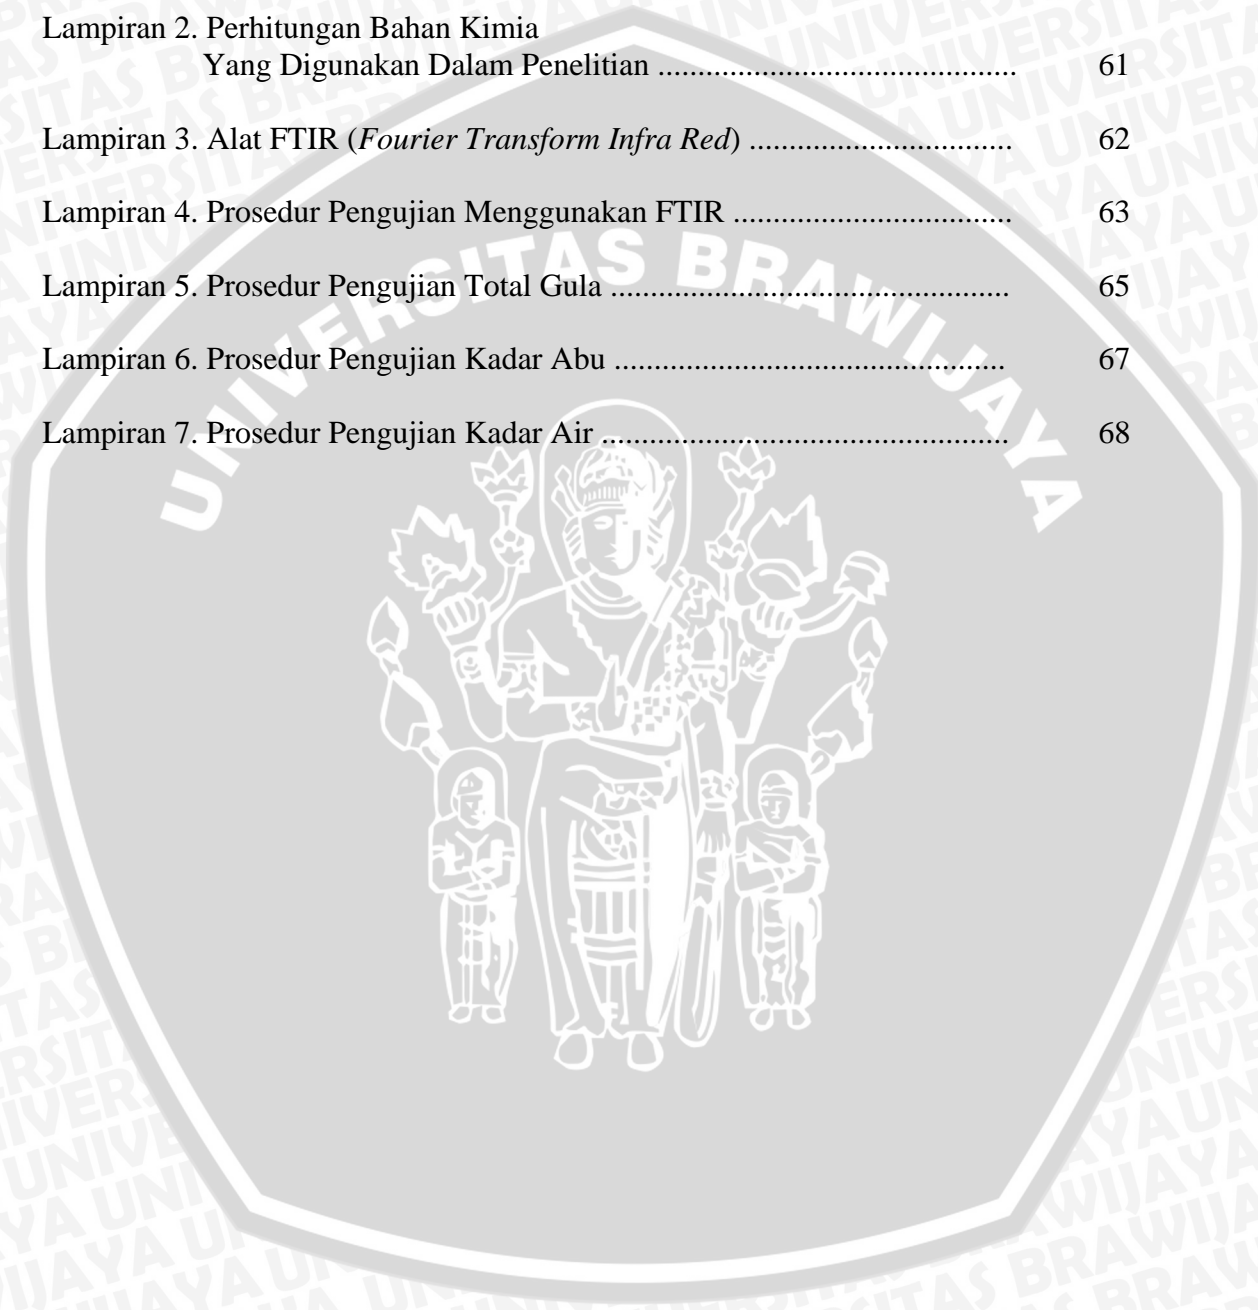 Lampiran 2. Perhitungan Bahan Kimia
Yang Digunakan Dalam Penelitian ............................................. 61
Lampiran 3. Alat FTIR (Fourier Transform Infra Red) ................................. 62
Lampiran 4. Prosedur Pengujian Menggunakan FTIR ................................... 63
Lampiran 5. Prosedur Pengujian Total Gula .................................................. 65
Lampiran 6. Prosedur Pengujian Kadar Abu ................................................. 67
Lampiran 7. Prosedur Pengujian Kadar Air ................................................... 68
UNIVERSITAS BRAWIJAYA